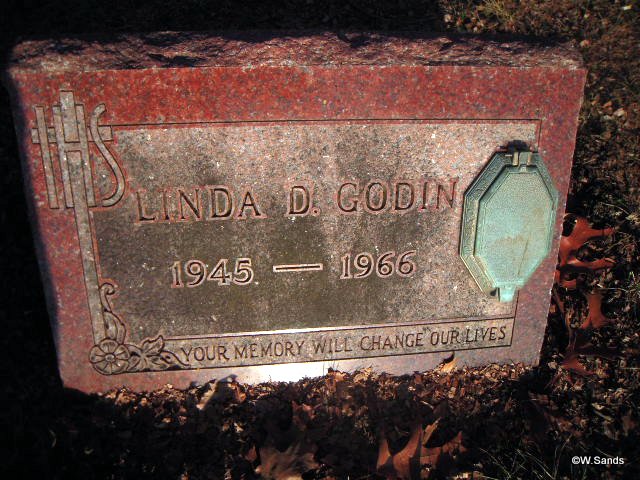 IHS
LINDA D. GODIN
1945 — 1966
YOUR MEMORY WILL CHANGE OUR LIVES
©W.Sands